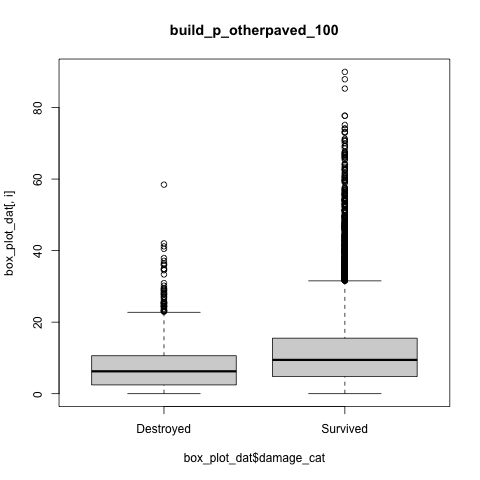 build_p_otherpaved_100
box_plot_dat[, i]
80
60
40
20
0
Destroyed
Survived
box_plot_dat$damage_cat